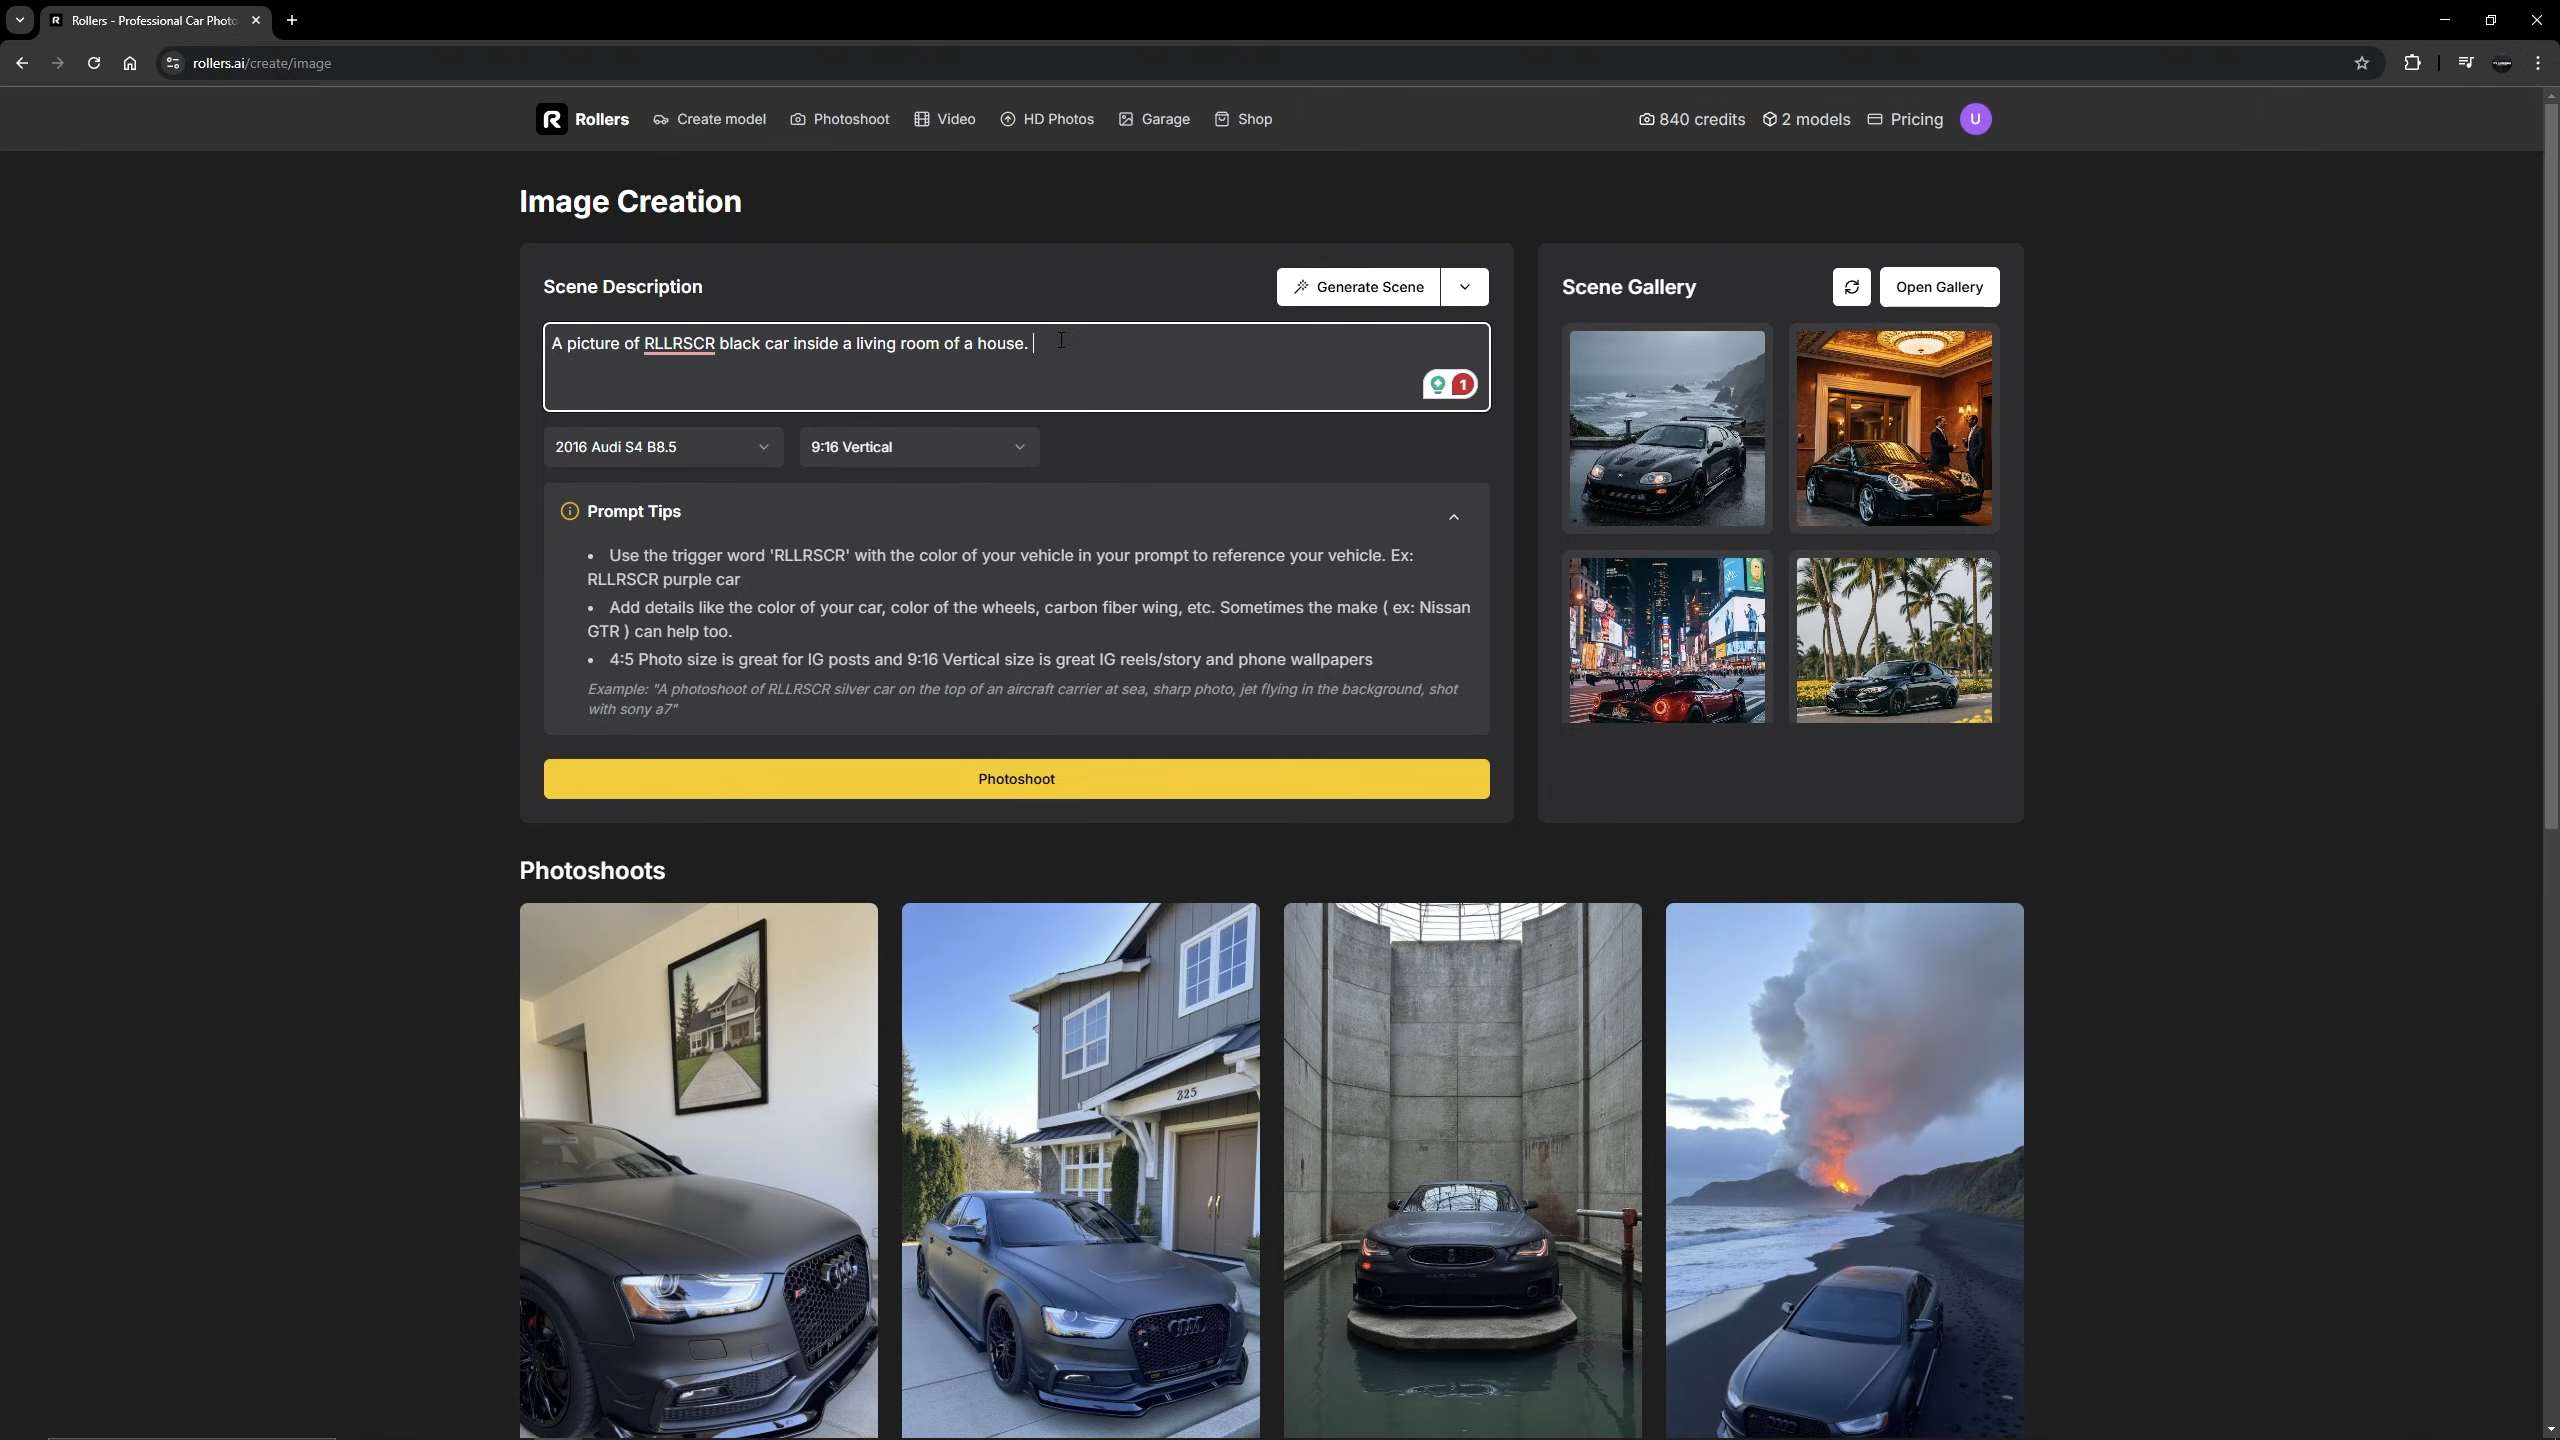 Rollers - Professional Car Photo
rollers.ai/create/image
R Rollers
Create model
Photoshoot
Video
HD Photos
Garage
Shop
840 credits
2 models
Pricing
U
Image Creation
Scene Description
Generate Scene
A picture of RLLRSCR black car inside a living room of a house.
1
2016 Audi S4 B8.5
9:16 Vertical
Prompt Tips
• Use the trigger word 'RLLRSCR' with the color of your vehicle in your prompt to reference your vehicle. Ex:
RLLRSCR purple car
• Add details like the color of your car, color of the wheels, carbon fiber wing, etc. Sometimes the make ( ex: Nissan
GTR ) can help too.
• 4:5 Photo size is great for IG posts and 9:16 Vertical size is great IG reels/story and phone wallpapers
Example: "A photoshoot of RLLRSCR silver car on the top of an aircraft carrier at sea, sharp photo, jet flying in the background, shot
with sony a7"
Photoshoot
Scene Gallery
Open Gallery
Photoshoots
325